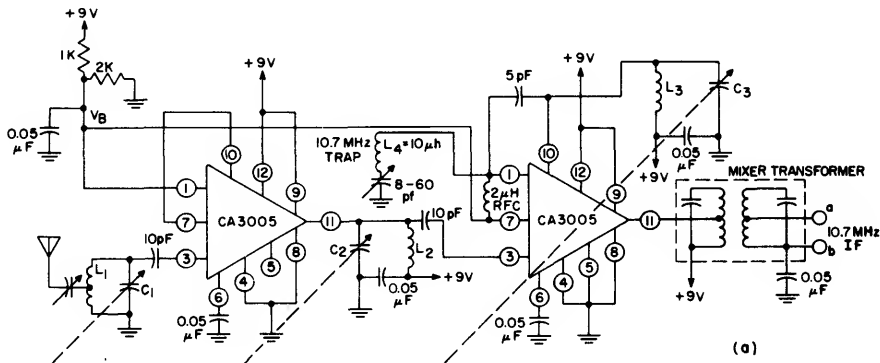 +9V
1K
2K
0.05
μF
VB
1
7
3
10
12
9
+9V
CA3005
11
6
4
5
8
0.05
μF
10pF
L1
C1
10.7 MHz
TRAP
L4=10μh
8-60
pf
C2
L2
10pF
0.05
μF
+9V
5pF
+9V
1
2μH
RFC
7
3
10
12
9
CA3005
11
6
4
5
8
0.05
μF
L3
C3
0.05
μF
+9V
MIXER TRANSFORMER
a
10.7MHz
IF
b
+9V
0.05
μF
(a)